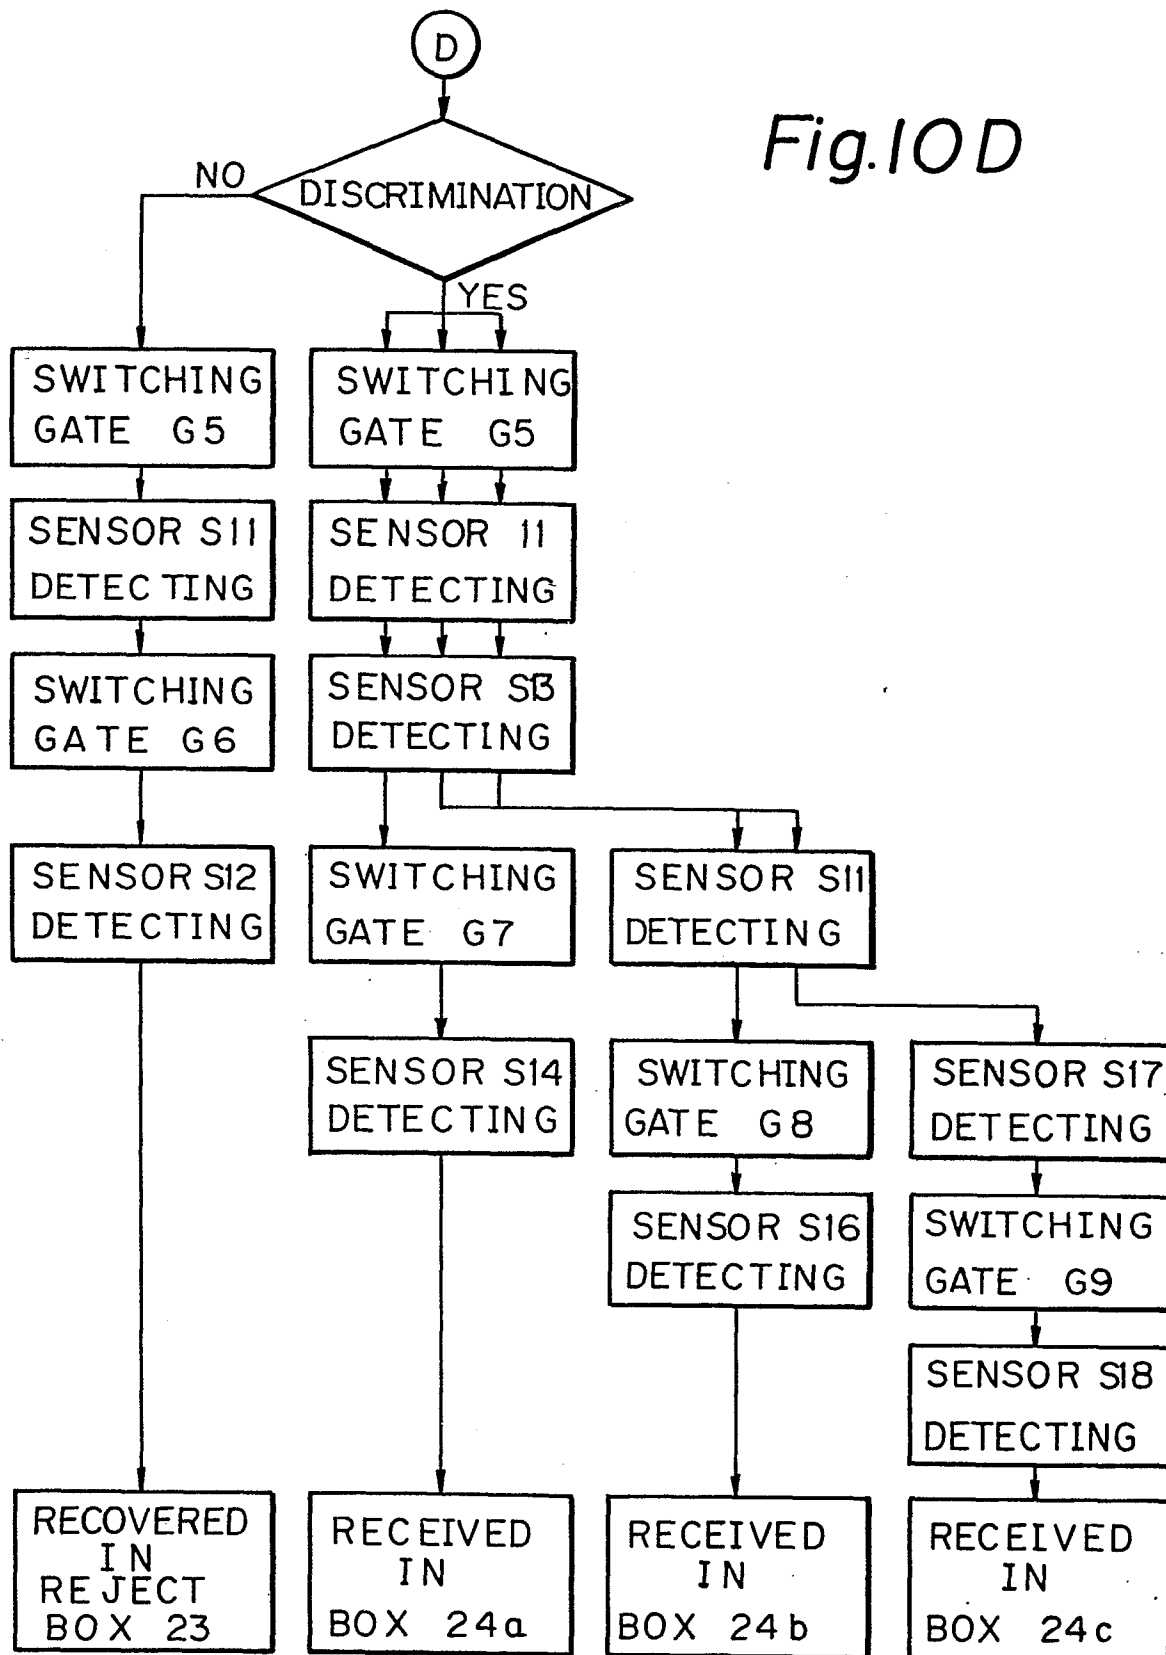 D
Fig.10D
DISCRIMINATION
NO
YES
SWITCHING
GATE G5
SWITCHING
GATE G5
SENSOR S11
DETECTING
SENSOR 11
DETECTING
SWITCHING
GATE G6
SENSOR S13
DETECTING
SENSOR S12
DETECTING
SWITCHING
GATE G7
SENSOR S11
DETECTING
SENSOR S14
DETECTING
SWITCHING
GATE G8
SENSOR S17
DETECTING
SENSOR S16
DETECTING
SWITCHING
GATE G9
SENSOR S18
DETECTING
RECOVERED
IN
REJECT
BOX 23
RECEIVED
IN
BOX 24a
RECEIVED
IN
BOX 24b
RECEIVED
IN
BOX 24c